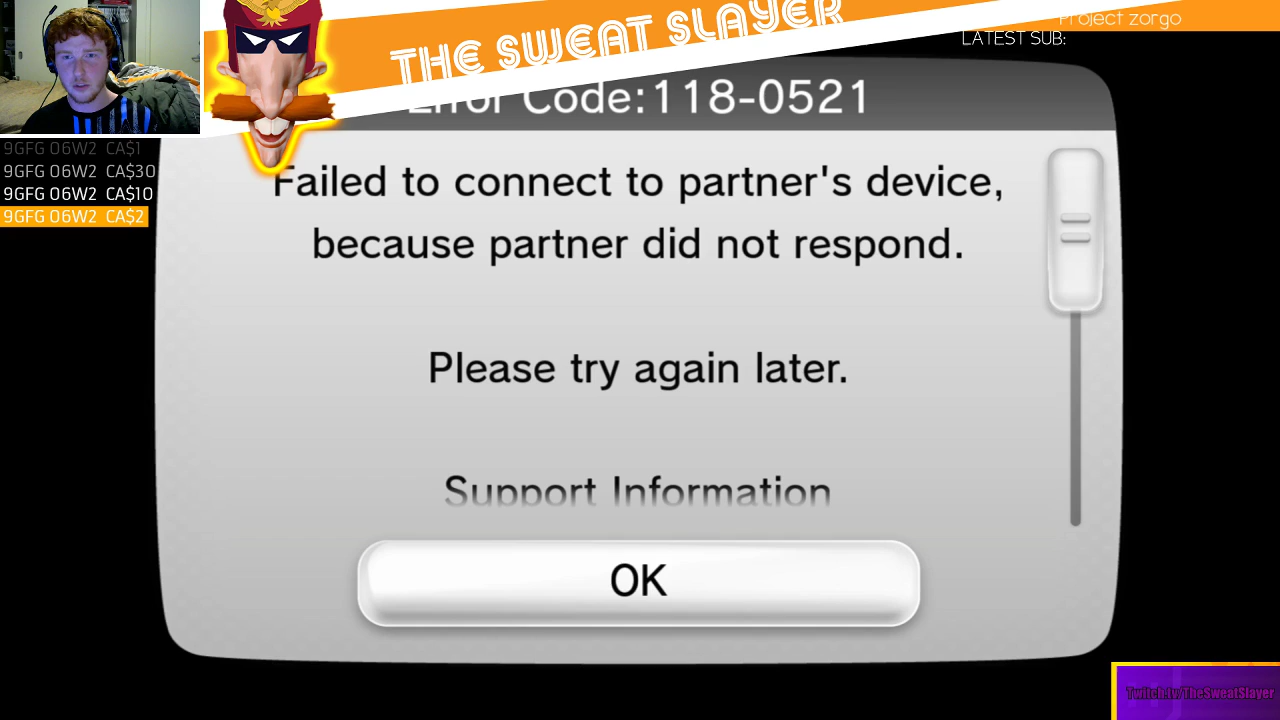 THE SWEAT SLAYER
Project zorgo
LATEST SUB:
Error Code:118-0521
9GFG 06W2 CA$1
9GFG 06W2 CA$30
9GFG 06W2 CA$10
9GFG 06W2 CA$2
Failed to connect to partner's device,
because partner did not respond.
Please try again later.
Support Information
OK
Twitch.tv/TheSweatSlayer